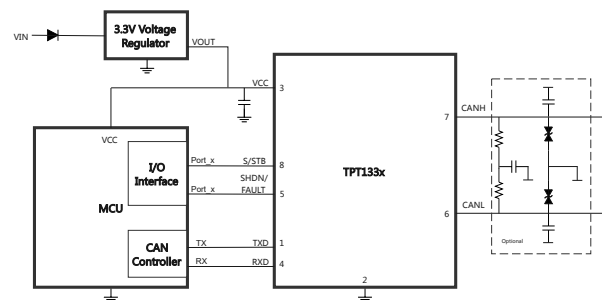 3.3V Voltage
Regulator
VIN
VOUT
VCC
3
CANH
7
VCC
I/O
Interface
Port_x
S/STB
8
SHDN/
Port_x
FAULT
5
TPT133x
MCU
CANL
6
CAN
Controller
TX
TXD
1
RX
RXD
4
2
Optional